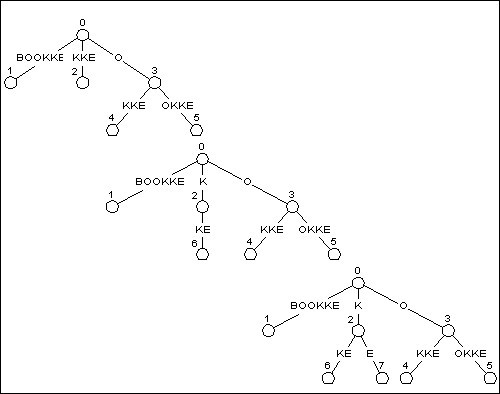 0
BOOKKE KKE O
1 2 3
KKE OKKE
4 5
0
BOOKKE K O
1 2 3
KE KKE OKKE
6 4 5
0
BOOKKE K O
1 2 3
KE E KKE OKKE
6 7 4 5